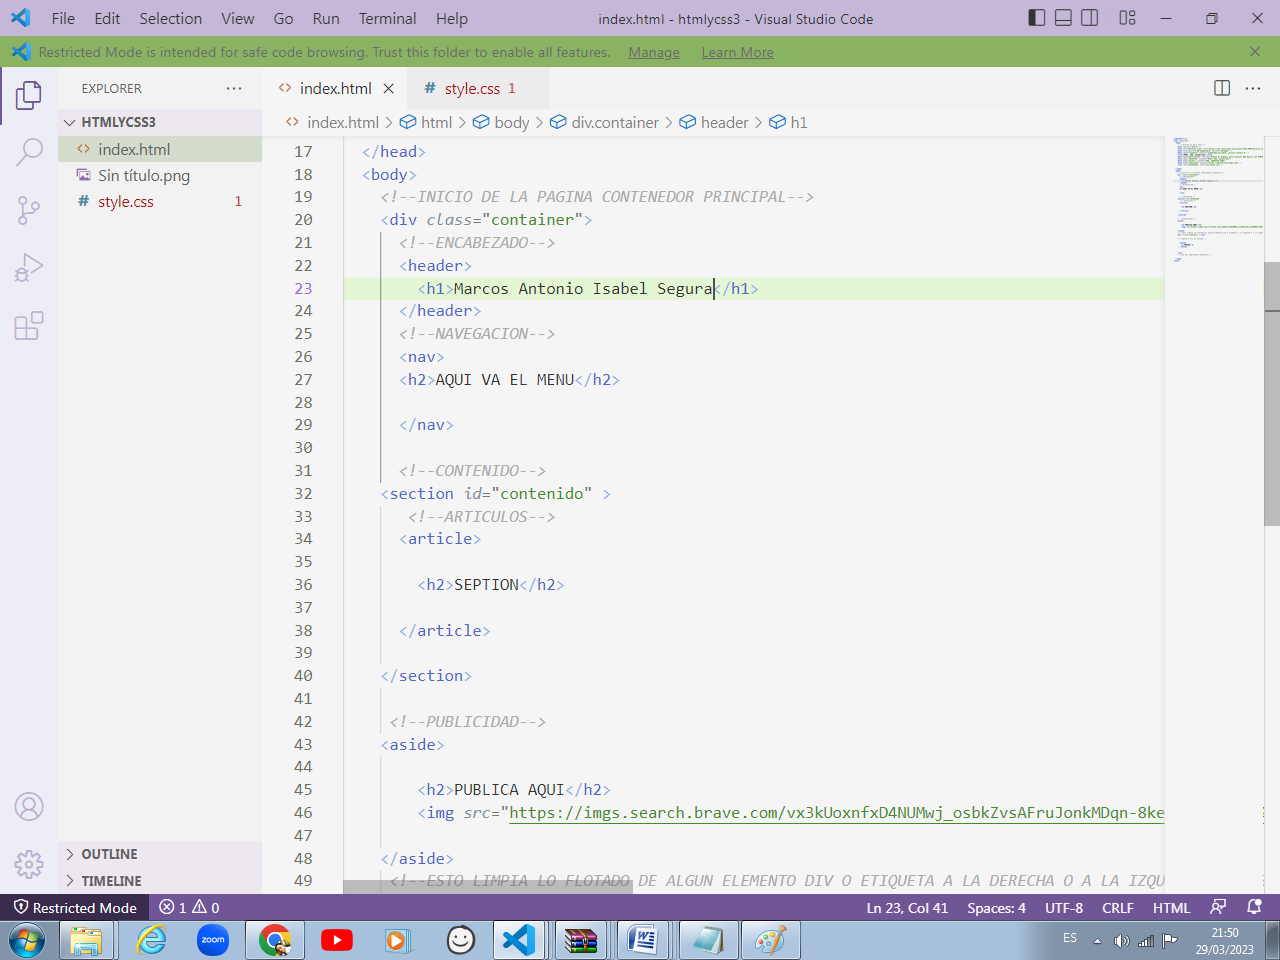 File Edit Selection View Go Run Terminal Help index.html - htmlycss3 - Visual Studio Code
Restricted Mode is intended for safe code browsing. Trust this folder to enable all features. Manage Learn More
EXPLORER ···
index.html
style.css 1
HTMLYCSS3
index.html > html > body > div.container > header > h1
index.html
Sin título.png
style.css 1
17 </head>
18 <body>
19 <!--INICIO DE LA PAGINA CONTENEDOR PRINCIPAL-->
20 <div class="container">
21 <!--ENCABEZADO-->
22 <header>
23 <h1>Marcos Antonio Isabel Segura</h1>
24 </header>
25 <!--NAVEGACION-->
26 <nav>
27 <h2>AQUI VA EL MENU</h2>
28
29 </nav>
30
31 <!--CONTENIDO-->
32 <section id="contenido" >
33 <!--ARTICULOS-->
34 <article>
35
36 <h2>SEPTION</h2>
37
38 </article>
39
40 </section>
41
42 <!--PUBLICIDAD-->
43 <aside>
44
45 <h2>PUBLICA AQUI</h2>
46 <img src="https://imgs.search.brave.com/vx3kUoxnfxD4NUMwj_osbkZvsAFruJonkMDqn-8ke
47
48 </aside>
49 <!--ESTO LIMPIA LO FLOTADO DE ALGUN ELEMENTO DIV O ETIQUETA A LA DERECHA O A LA IZQU
OUTLINE
TIMELINE
Restricted Mode 1 0 Ln 23, Col 41 Spaces: 4 UTF-8 CRLF HTML
zoom
ES
21:50
29/03/2023